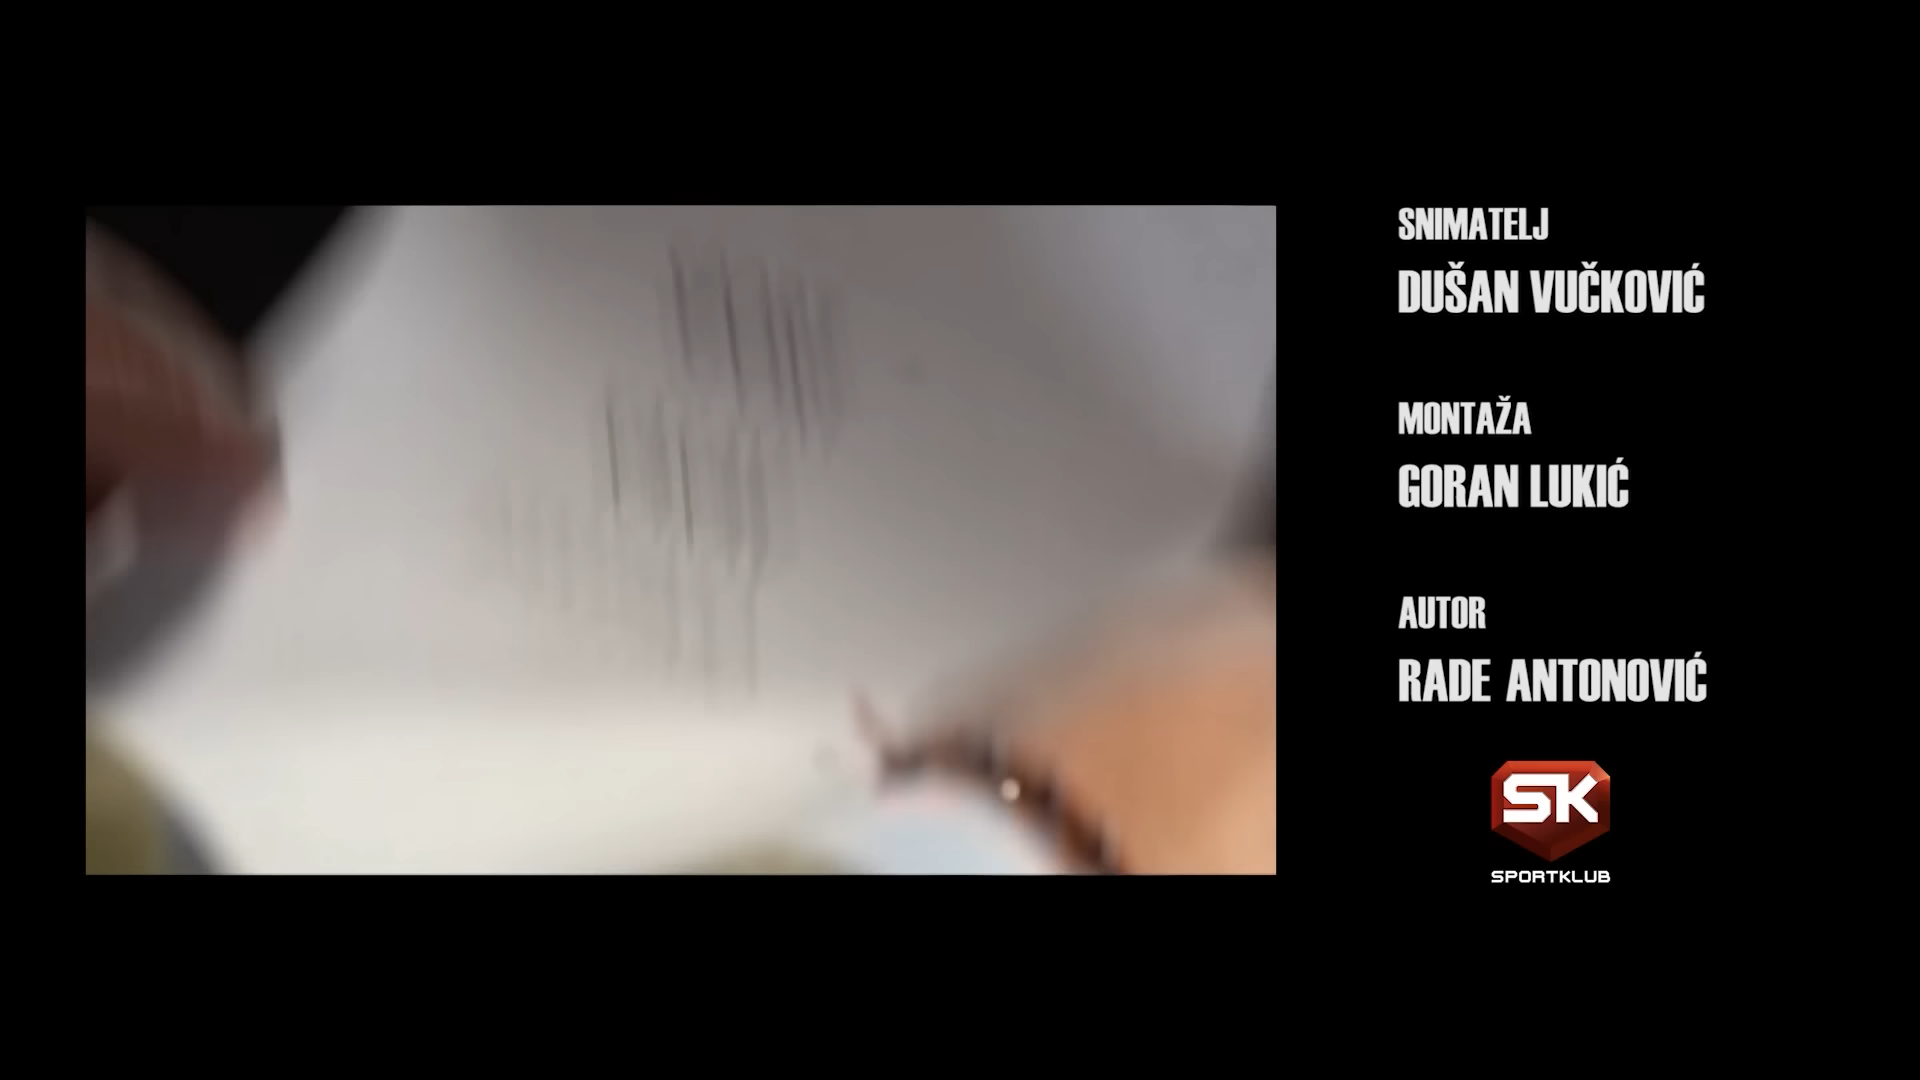 SNIMATELJ
DUŠAN VUČKOVIĆ
MONTAŽA
GORAN LUKIĆ
AUTOR
RADE ANTONOVIĆ
SK
SPORTKLUB